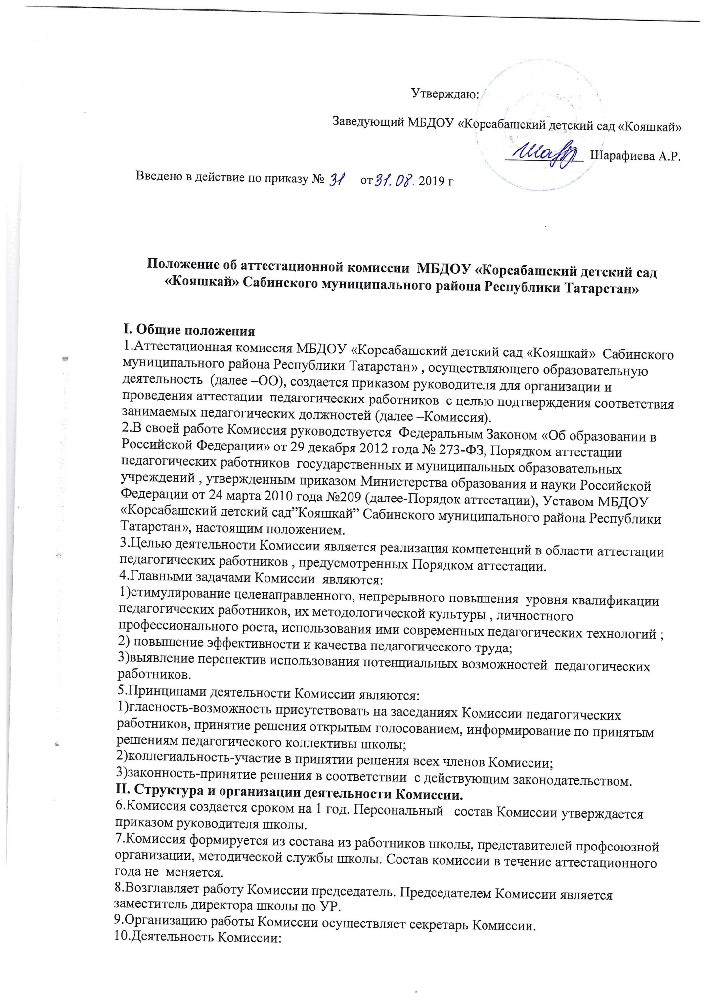 Утверждаю:
Заведующий МБДОУ «Корсабашский детский сад «Кояшкай»
____________ Шарафиева А.Р.
Введено в действие по приказу № 31 от 31.08. 2019 г
Положение об аттестационной комиссии МБДОУ «Корсабашский детский сад
«Кояшкай» Сабинского муниципального района Республики Татарстан»
I. Общие положения
1.Аттестационная комиссия МБДОУ «Корсабашский детский сад «Кояшкай» Сабинского
муниципального района Республики Татарстан» , осуществляющего образовательную
деятельность (далее –ОО), создается приказом руководителя для организации и
проведения аттестации педагогических работников с целью подтверждения соответствия
занимаемых педагогических должностей (далее –Комиссия).
2.В своей работе Комиссия руководствуется Федеральным Законом «Об образовании в
Российской Федерации» от 29 декабря 2012 года № 273-ФЗ, Порядком аттестации
педагогических работников государственных и муниципальных образовательных
учреждений , утвержденным приказом Министерства образования и науки Российской
Федерации от 24 марта 2010 года №209 (далее-Порядок аттестации), Уставом МБДОУ
«Корсабашский детский сад”Кояшкай” Сабинского муниципального района Республики
Татарстан», настоящим положением.
3.Целью деятельности Комиссии является реализация компетенций в области аттестации
педагогических работников , предусмотренных Порядком аттестации.
4.Главными задачами Комиссии являются:
1)стимулирование целенаправленного, непрерывного повышения уровня квалификации
педагогических работников, их методологической культуры , личностного
профессионального роста, использования ими современных педагогических технологий ;
2) повышение эффективности и качества педагогического труда;
3)выявление перспектив использования потенциальных возможностей педагогических
работников.
5.Принципами деятельности Комиссии являются:
1)гласность-возможность присутствовать на заседаниях Комиссии педагогических
работников, принятие решения открытым голосованием, информирование по принятым
решениям педагогического коллективы школы;
2)коллегиальность-участие в принятии решения всех членов Комиссии;
3)законность-принятие решения в соответствии с действующим законодательством.
II. Структура и организации деятельности Комиссии.
6.Комиссия создается сроком на 1 год. Персональный состав Комиссии утверждается
приказом руководителя школы.
7.Комиссия формируется из состава из работников школы, представителей профсоюзной
организации, методической службы школы. Состав комиссии в течение аттестационного
года не меняется.
8.Возглавляет работу Комиссии председатель. Председателем Комиссии является
заместитель директора школы по УР.
9.Организацию работы Комиссии осуществляет секретарь Комиссии.
10.Деятельность Комиссии: